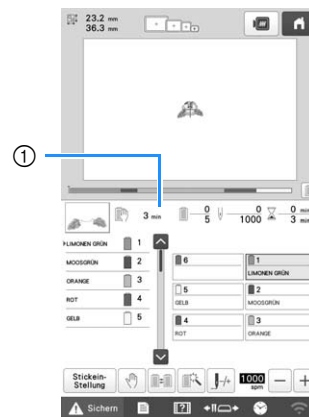 23.2 mm
36.3 mm
①
3 min
0
5
0
1000
0 min
3 min
LIMONEN GRÜN 1
MOOSGRÜN 2
ORANGE 3
ROT 4
GELB 5
6
1
LIMONEN GRÜN
5
GELB
2
MOOSGRÜN
4
ROT
3
ORANGE
Stickein-
Stellung
1000
spm
Sichern